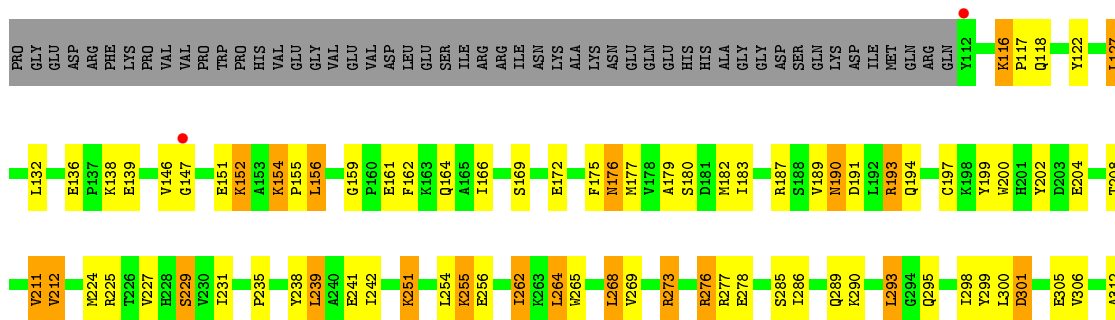 PRO GLY GLU ASP ARG PHE LYS PRO VAL VAL PRO TRP PRO HIS VAL GLU GLY VAL GLU VAL ASP LEU GLU SER ILE ARG ARG ILE ASN LYS ALA LYS ASN GLU GLN GLU HIS HIS ALA GLY GLY ASP SER GLN LYS ASP ILE MET GLN ARG GLN Y112 K116 P117 Q118 Y122
L132 E136 P137 K138 E139 V146 G147 E151 K152 A153 K154 P155 L156 G159 P160 E161 F162 K163 Q164 A165 I166 S169 E172 F175 N176 M177 V178 A179 S180 D181 M182 I183 R187 S188 V189 N190 D191 L192 R193 Q194 C197 K198 Y199 W200 H201 Y202 D203 E204
V211 V212 M224 R225 T226 V227 H228 S229 V230 I231 P235 Y238 L239 A240 E241 I242 K251 L254 K255 E256 I262 K263 L264 W265 L268 V269 R273 R276 R277 E278 S285 I286 Q289 K290 L293 G294 Q295 I298 Y299 L300 D301 E305 V306